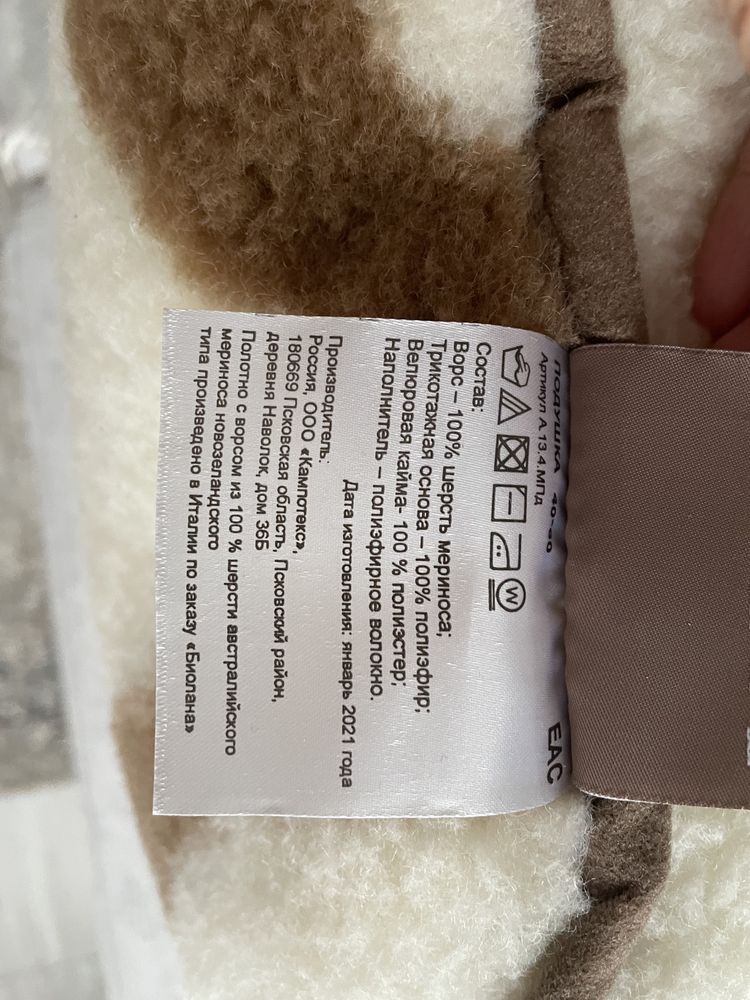 ПОДУШКА 40*60
Артикул А.13.4.МПД
W
ЕАС
Состав:
Ворс – 100% шерсть мериноса;
Трикотажная основа – 100% полиэфир;
Велюровая кайма- 100 % полиэстер;
Наполнитель – полиэфирное волокно.
Дата изготовления: январь 2021 года
Производитель:
Россия, ООО «Кампотекс»,
180669 Псковская область, Псковский район,
деревня Наволок, дом 36Б
Полотно с ворсом из 100 % шерсти австралийского
мериноса новозеландского
типа произведено в Италии по заказу «Биолана»